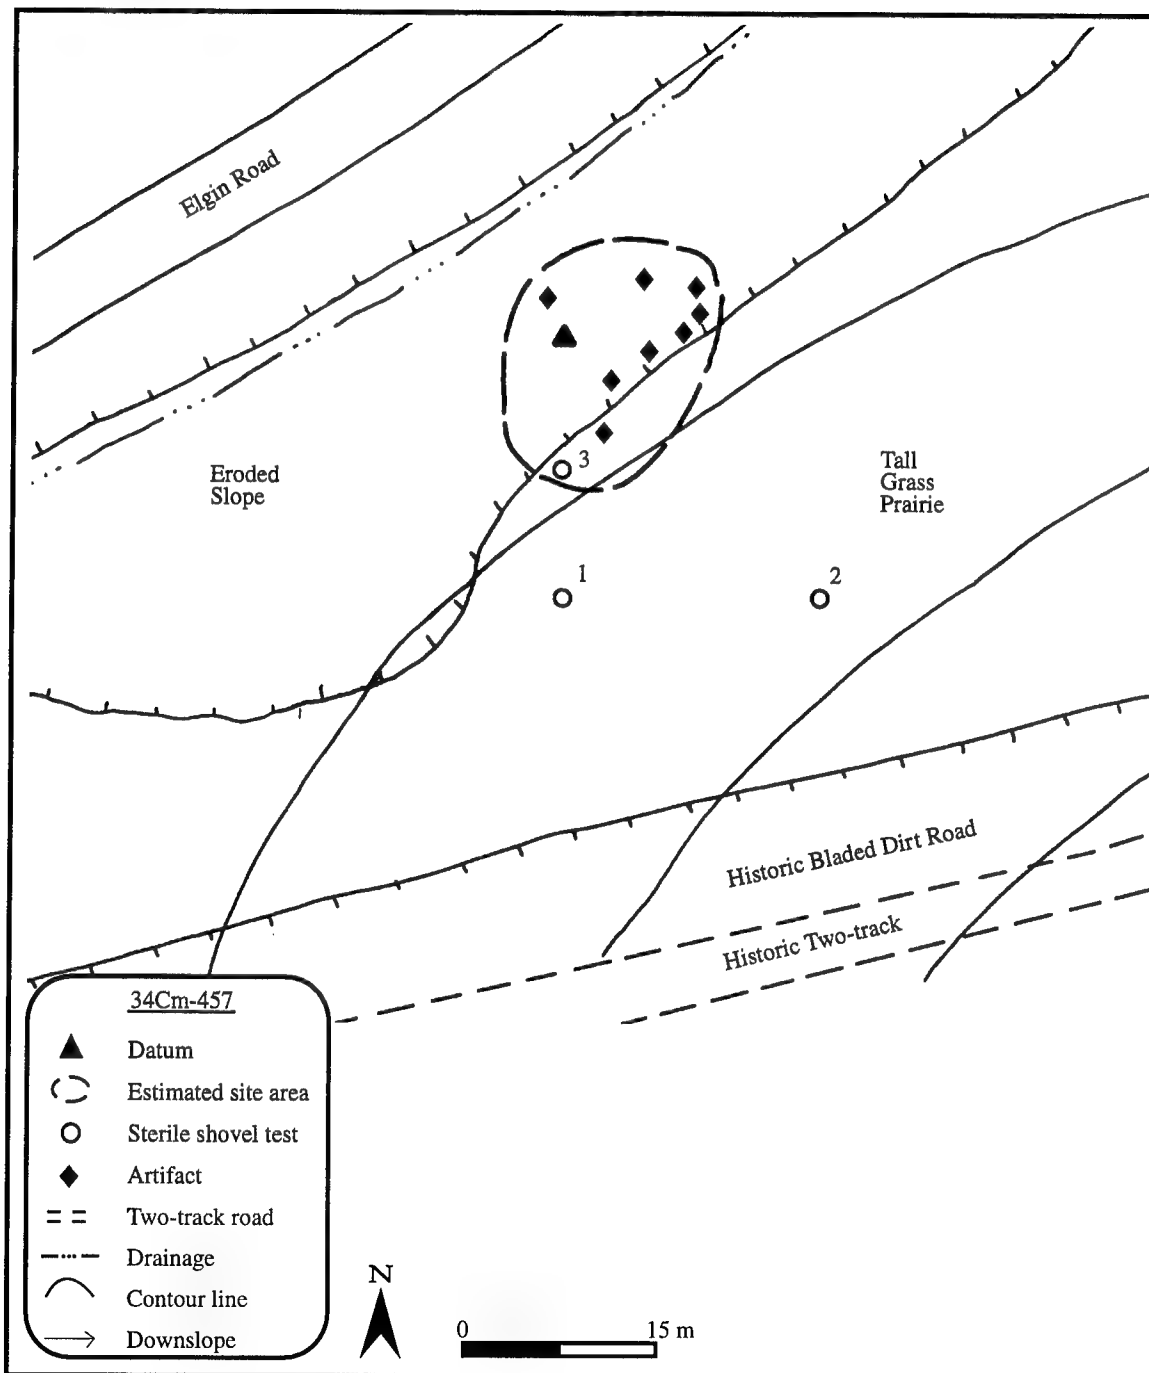 Elgin Road
Eroded
Slope
Tall
Grass
Prairie
3
1
2
Historic Bladed Dirt Road
Historic Two-track
34Cm-457
Datum
Estimated site area
Sterile shovel test
Artifact
Two-track road
Drainage
Contour line
Downslope
N
0 15 m